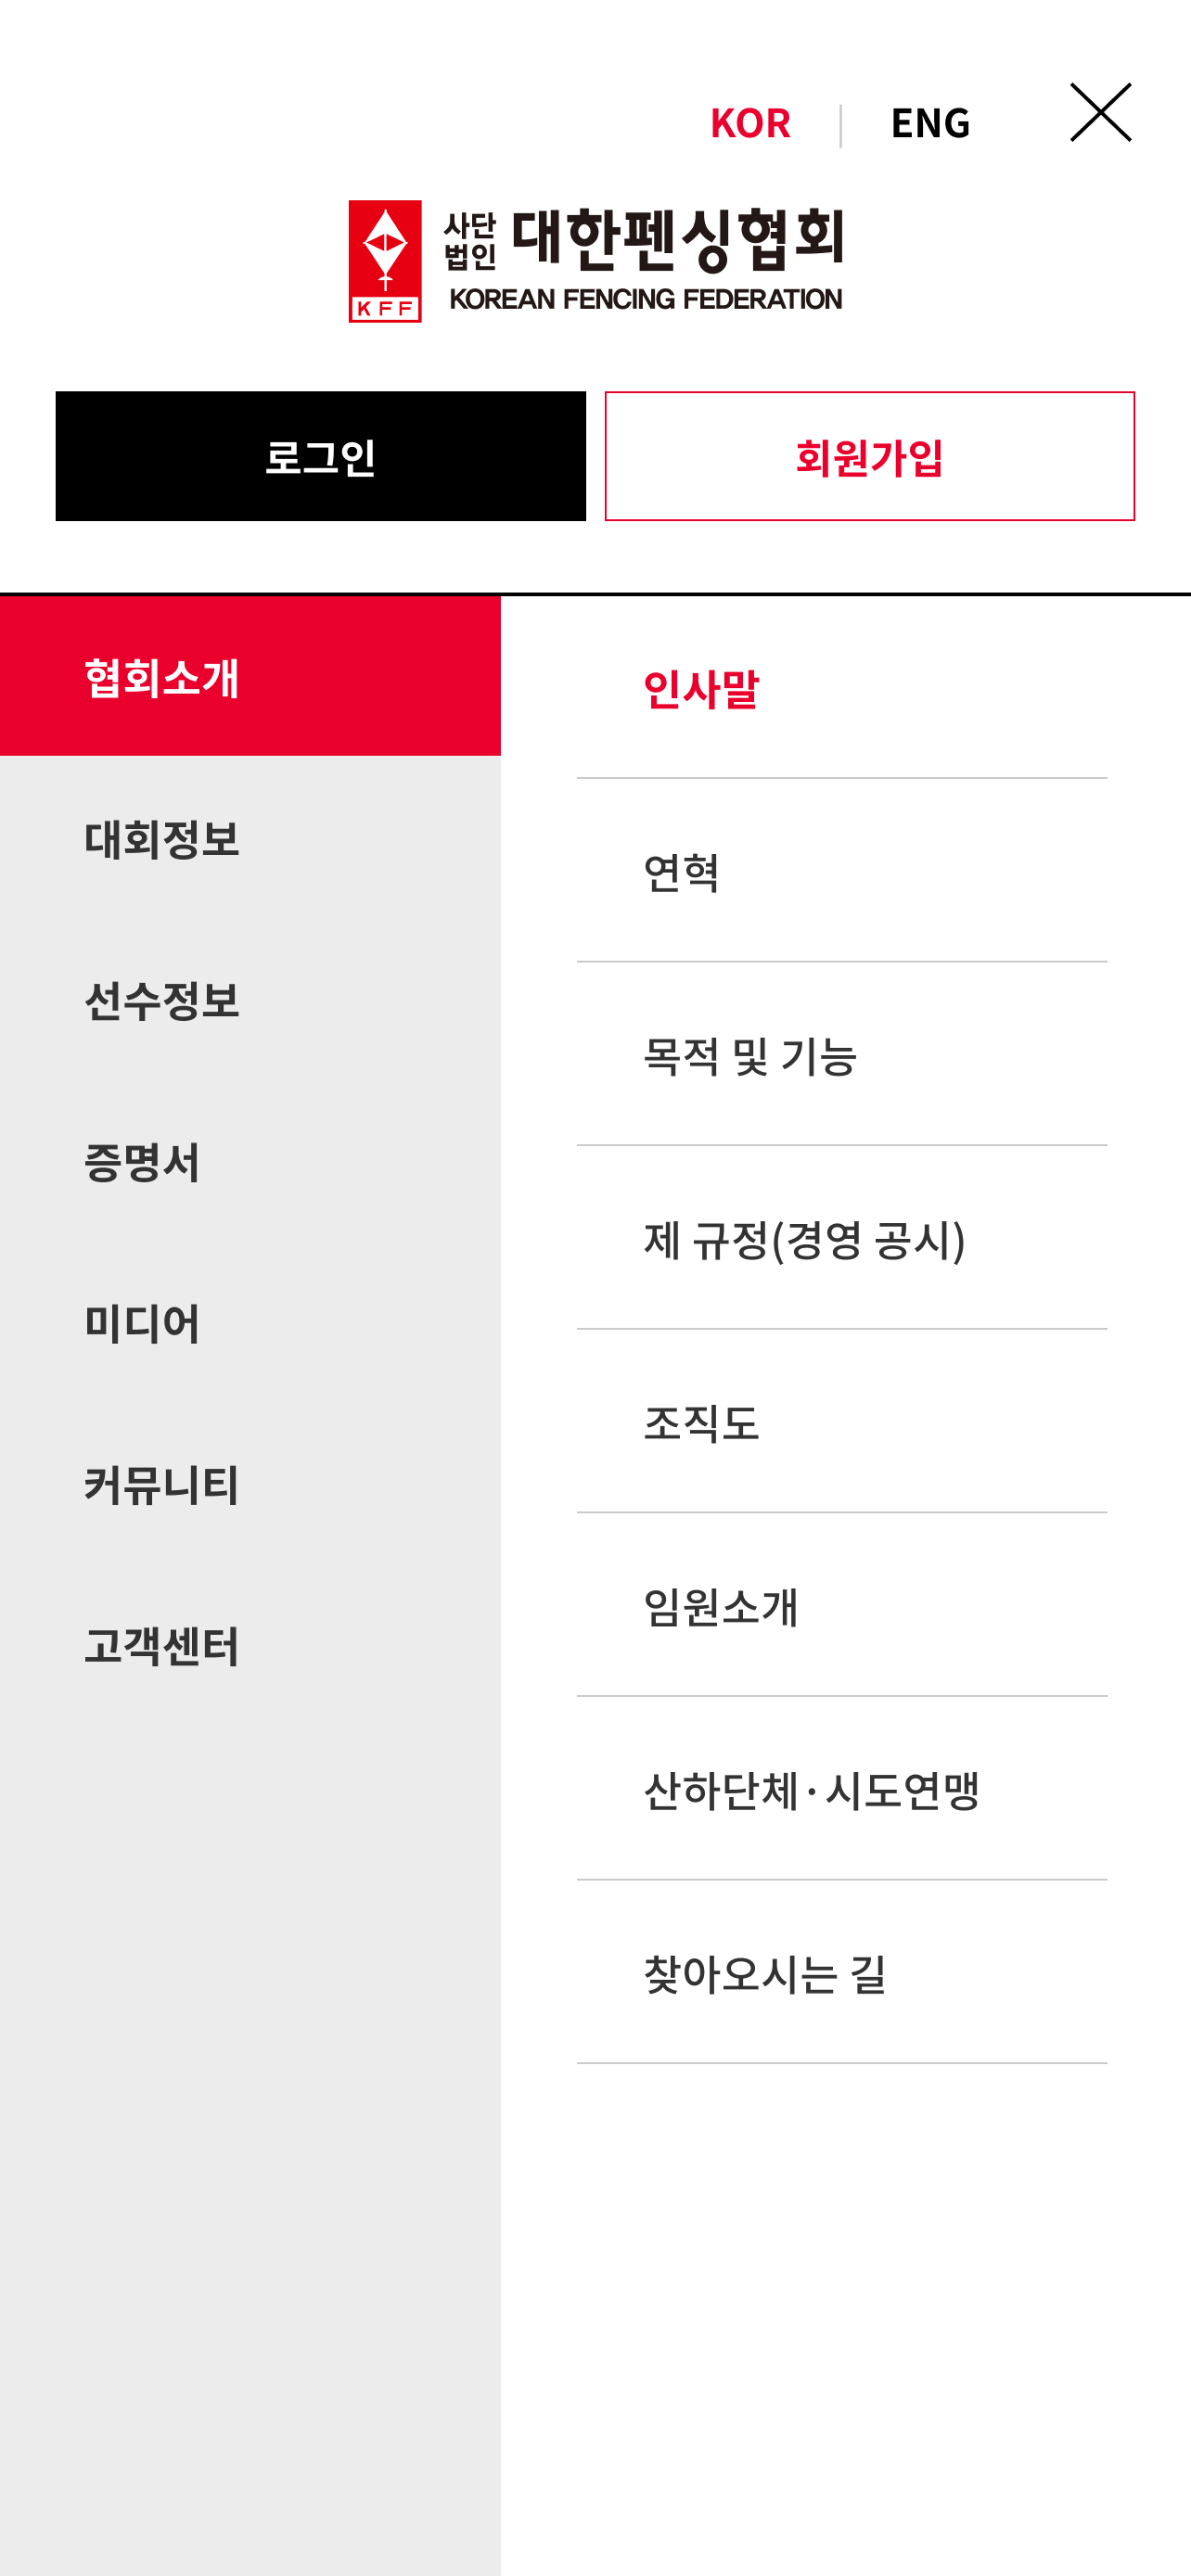 KOR | ENG
사단
법인
대한펜싱협회
KFF
KOREAN FENCING FEDERATION
로그인
회원가입
협회소개
대회정보
선수정보
증명서
미디어
커뮤니티
고객센터
인사말
연혁
목적 및 기능
제 규정(경영 공시)
조직도
임원소개
산하단체·시도연맹
찾아오시는 길